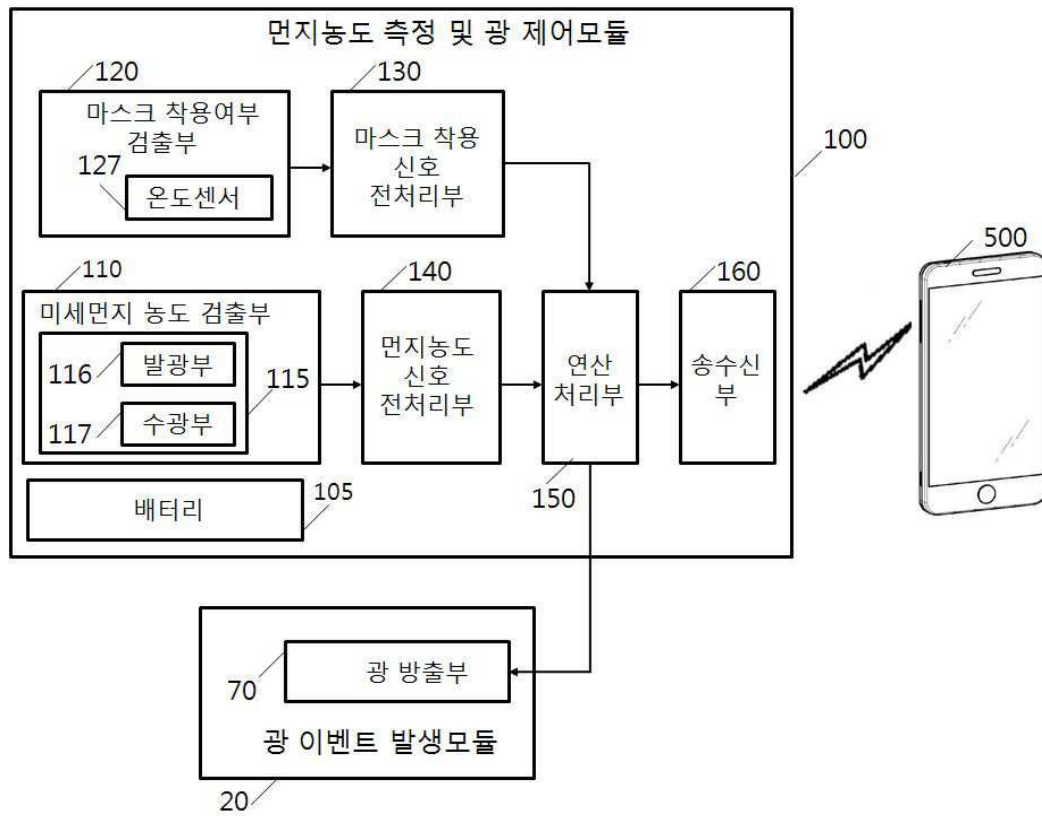 먼지농도 측정 및 광 제어모듈
120
130
마스크 착용여부
검출부
127
온도센서
마스크 착용
신호
전처리부
100
500
110
140
160
미세먼지 농도 검출부
116
발광부
115
117
수광부
먼지농도
신호
전처리부
연산
처리부
송수신
부
150
배터리
105
70
광 방출부
광 이벤트 발생모듈
20